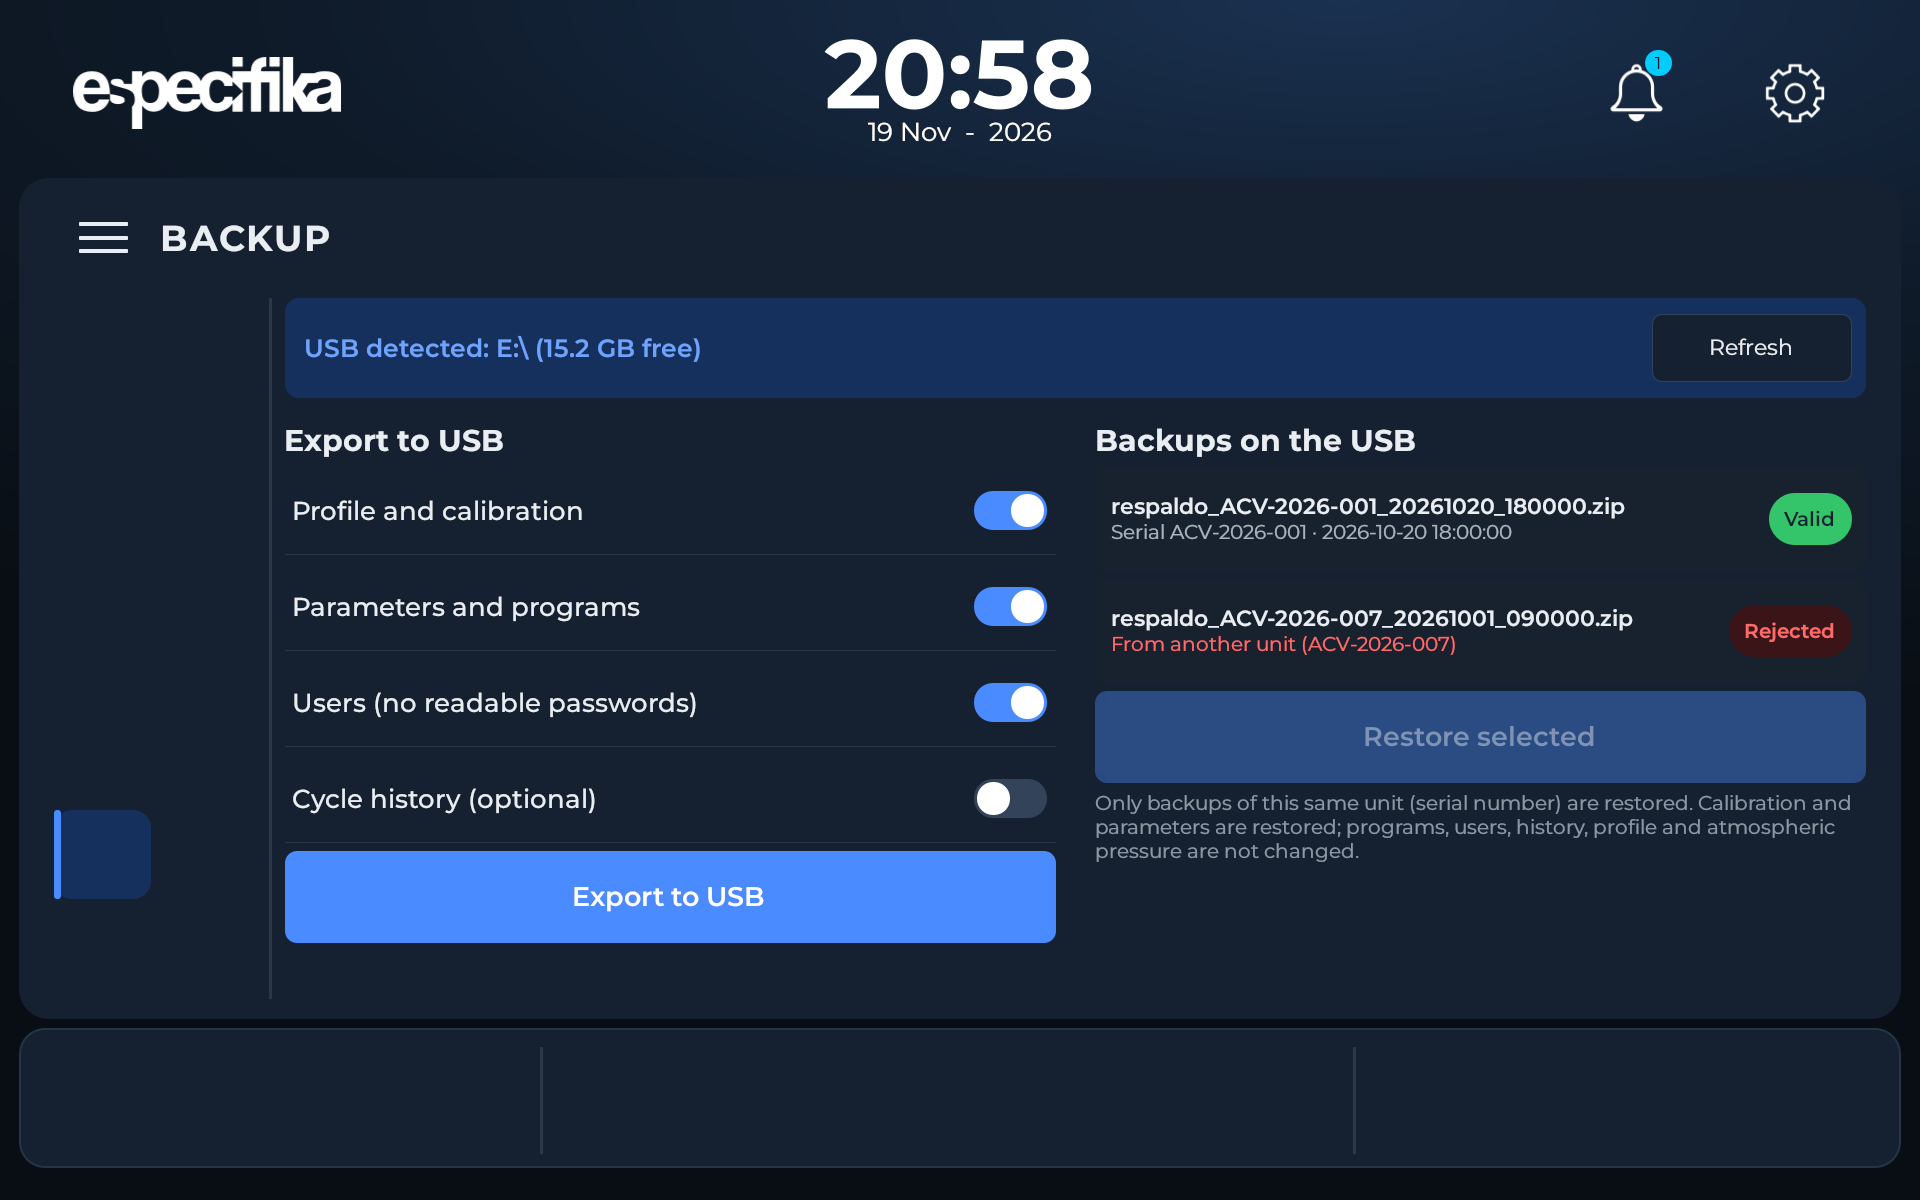 especifika
20:58
19 Nov - 2026
1
BACKUP
USB detected: E:\ (15.2 GB free)
Refresh
Export to USB
Profile and calibration
Parameters and programs
Users (no readable passwords)
Cycle history (optional)
Export to USB
Backups on the USB
respaldo_ACV-2026-001_20261020_180000.zip
Serial ACV-2026-001 · 2026-10-20 18:00:00
Valid
respaldo_ACV-2026-007_20261001_090000.zip
From another unit (ACV-2026-007)
Rejected
Restore selected
Only backups of this same unit (serial number) are restored. Calibration and
parameters are restored; programs, users, history, profile and atmospheric
pressure are not changed.